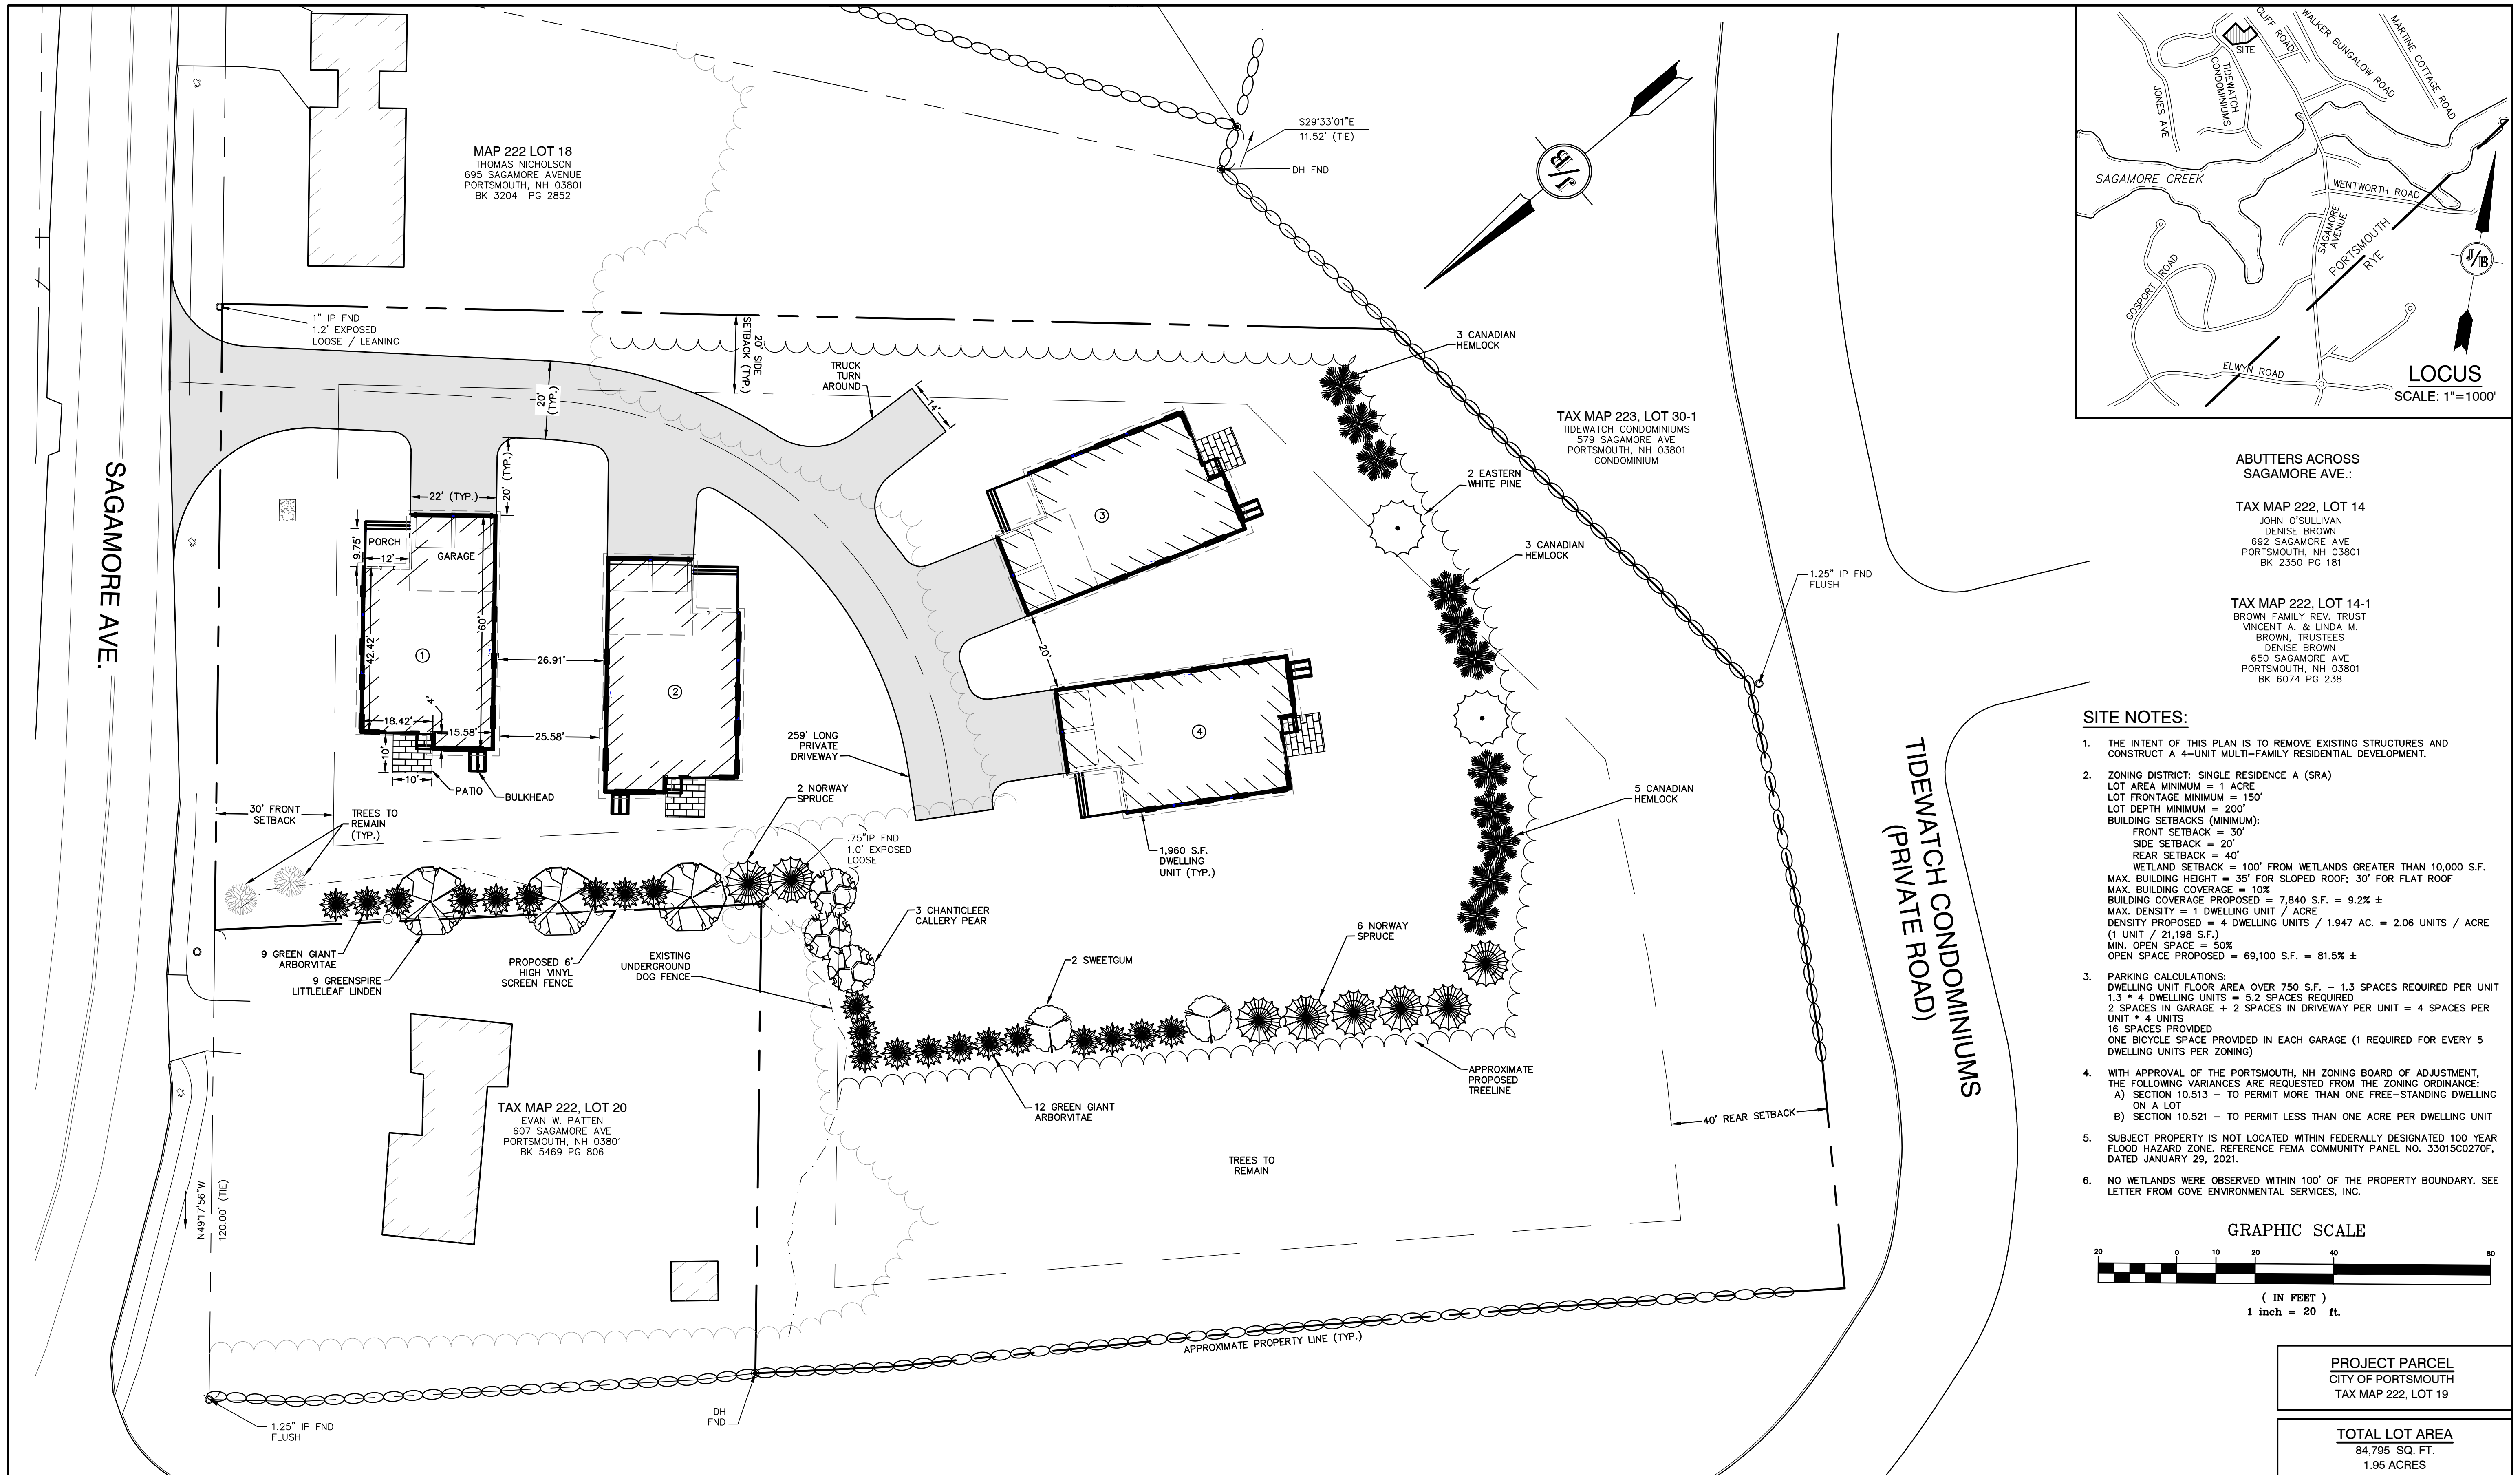 MAP 222 LOT 18
THOMAS NICHOLSON
695 SAGAMORE AVENUE
PORTSMOUTH, NH 03801
BK 3204 PG 2852
S29°33'01"E
11.52' (TIE)
DH FND
J/B
1" IP FND
1.2' EXPOSED
LOOSE / LEANING
20' SIDE
SETBACK (TYP.)
TRUCK
TURN
AROUND
14'
20'
(TYP.)
3 CANADIAN
HEMLOCK
TAX MAP 223, LOT 30-1
TIDEWATCH CONDOMINIUMS
579 SAGAMORE AVE
PORTSMOUTH, NH 03801
CONDOMINIUM
2 EASTERN
WHITE PINE
3 CANADIAN
HEMLOCK
1.25" IP FND
FLUSH
SAGAMORE AVE.
22' (TYP.)
20' (TYP.)
9.75'
PORCH
12'
GARAGE
60'
42.42'
1
4'
18.42'
15.58'
10'
10'
PATIO
BULKHEAD
26.91'
25.58'
2
3
20'
4
259' LONG
PRIVATE
DRIVEWAY
2 NORWAY
SPRUCE
.75"IP FND
1.0' EXPOSED
LOOSE
1,960 S.F.
DWELLING
UNIT (TYP.)
5 CANADIAN
HEMLOCK
30' FRONT
SETBACK
TREES TO
REMAIN
(TYP.)
9 GREEN GIANT
ARBORVITAE
9 GREENSPIRE
LITTLELEAF LINDEN
PROPOSED 6'
HIGH VINYL
SCREEN FENCE
EXISTING
UNDERGROUND
DOG FENCE
3 CHANTICLEER
CALLERY PEAR
2 SWEETGUM
6 NORWAY
SPRUCE
12 GREEN GIANT
ARBORVITAE
APPROXIMATE
PROPOSED
TREELINE
40' REAR SETBACK
TREES TO
REMAIN
TAX MAP 222, LOT 20
EVAN W. PATTEN
607 SAGAMORE AVE
PORTSMOUTH, NH 03801
BK 5469 PG 806
N49°17'56"W
120.00' (TIE)
APPROXIMATE PROPERTY LINE (TYP.)
1.25" IP FND
FLUSH
DH
FND
TIDEWATCH CONDOMINIUMS
(PRIVATE ROAD)
CLIFF ROAD
WALKER BUNGALOW ROAD
MARTINE COTTAGE ROAD
SITE
TIDEWATCH
CONDOMINIUMS
JONES AVE
SAGAMORE CREEK
WENTWORTH ROAD
SAGAMORE
AVENUE
PORTSMOUTH
RYE
GOSPORT ROAD
ELWYN ROAD
J/B
LOCUS
SCALE: 1"=1000'
ABUTTERS ACROSS
SAGAMORE AVE.:
TAX MAP 222, LOT 14
JOHN O'SULLIVAN
DENISE BROWN
692 SAGAMORE AVE
PORTSMOUTH, NH 03801
BK 2350 PG 181
TAX MAP 222, LOT 14-1
BROWN FAMILY REV. TRUST
VINCENT A. & LINDA M.
BROWN, TRUSTEES
DENISE BROWN
650 SAGAMORE AVE
PORTSMOUTH, NH 03801
BK 6074 PG 238
SITE NOTES:
1. THE INTENT OF THIS PLAN IS TO REMOVE EXISTING STRUCTURES AND
CONSTRUCT A 4-UNIT MULTI-FAMILY RESIDENTIAL DEVELOPMENT.
2. ZONING DISTRICT: SINGLE RESIDENCE A (SRA)
LOT AREA MINIMUM = 1 ACRE
LOT FRONTAGE MINIMUM = 150'
LOT DEPTH MINIMUM = 200'
BUILDING SETBACKS (MINIMUM):
FRONT SETBACK = 30'
SIDE SETBACK = 20'
REAR SETBACK = 40'
WETLAND SETBACK = 100' FROM WETLANDS GREATER THAN 10,000 S.F.
MAX. BUILDING HEIGHT = 35' FOR SLOPED ROOF; 30' FOR FLAT ROOF
MAX. BUILDING COVERAGE = 10%
BUILDING COVERAGE PROPOSED = 7,840 S.F. = 9.2% ±
MAX. DENSITY = 1 DWELLING UNIT / ACRE
DENSITY PROPOSED = 4 DWELLING UNITS / 1.947 AC. = 2.06 UNITS / ACRE
(1 UNIT / 21,198 S.F.)
MIN. OPEN SPACE = 50%
OPEN SPACE PROPOSED = 69,100 S.F. = 81.5% ±
3. PARKING CALCULATIONS:
DWELLING UNIT FLOOR AREA OVER 750 S.F. - 1.3 SPACES REQUIRED PER UNIT
1.3 * 4 DWELLING UNITS = 5.2 SPACES REQUIRED
2 SPACES IN GARAGE + 2 SPACES IN DRIVEWAY PER UNIT = 4 SPACES PER
UNIT * 4 UNITS
16 SPACES PROVIDED
ONE BICYCLE SPACE PROVIDED IN EACH GARAGE (1 REQUIRED FOR EVERY 5
DWELLING UNITS PER ZONING)
4. WITH APPROVAL OF THE PORTSMOUTH, NH ZONING BOARD OF ADJUSTMENT,
THE FOLLOWING VARIANCES ARE REQUESTED FROM THE ZONING ORDINANCE:
A) SECTION 10.513 - TO PERMIT MORE THAN ONE FREE-STANDING DWELLING
ON A LOT
B) SECTION 10.521 - TO PERMIT LESS THAN ONE ACRE PER DWELLING UNIT
5. SUBJECT PROPERTY IS NOT LOCATED WITHIN FEDERALLY DESIGNATED 100 YEAR
FLOOD HAZARD ZONE. REFERENCE FEMA COMMUNITY PANEL NO. 33015C0270F,
DATED JANUARY 29, 2021.
6. NO WETLANDS WERE OBSERVED WITHIN 100' OF THE PROPERTY BOUNDARY. SEE
LETTER FROM GOVE ENVIRONMENTAL SERVICES, INC.
GRAPHIC SCALE
20 0 10 20 40 80
( IN FEET )
1 inch = 20 ft.
PROJECT PARCEL
CITY OF PORTSMOUTH
TAX MAP 222, LOT 19
TOTAL LOT AREA
84,795 SQ. FT.
1.95 ACRES